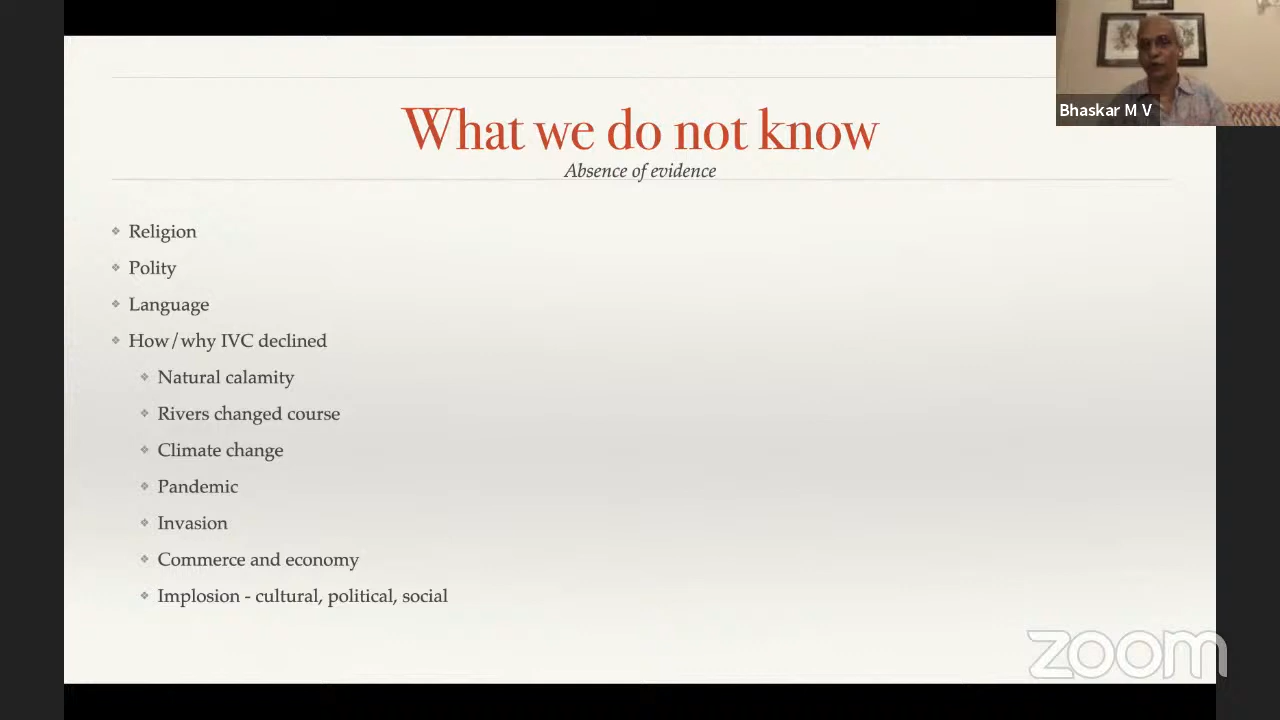 What we do not know
Absence of evidence
Religion
Polity
Language
How/why IVC declined
Natural calamity
Rivers changed course
Climate change
Pandemic
Invasion
Commerce and economy
Implosion - cultural, political, social
Bhaskar M V
zoom